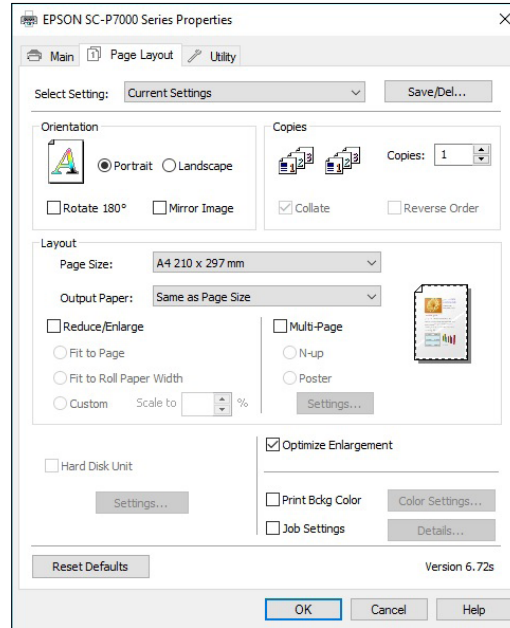 EPSON SC-P7000 Series Properties
Main Page Layout Utility
Select Setting: Current Settings Save/Del...
Orientation
Portrait Landscape
Rotate 180° Mirror Image
Copies
Copies: 1
Collate Reverse Order
Layout
Page Size: A4 210 x 297 mm
Output Paper: Same as Page Size
Reduce/Enlarge
Fit to Page
Fit to Roll Paper Width
Custom Scale to %
Multi-Page
N-up
Poster
Settings...
Hard Disk Unit
Settings...
Optimize Enlargement
Print Bckg Color Color Settings...
Job Settings Details...
Reset Defaults Version 6.72s
OK Cancel Help